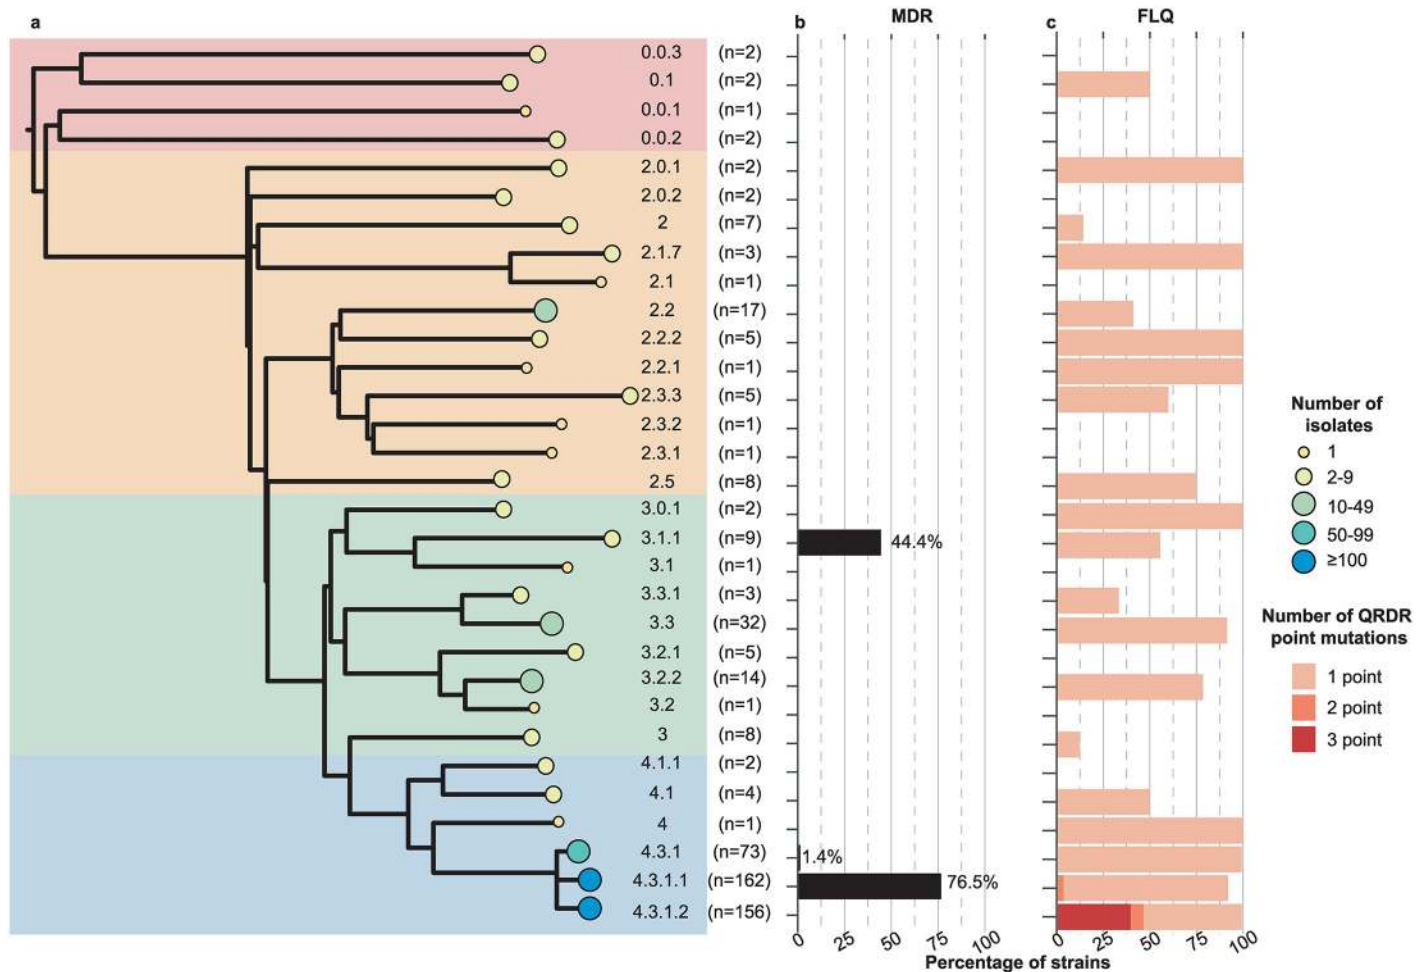 a
b
MDR
c
FLQ
0.0.3 (n=2)
0.1 (n=2)
0.0.1 (n=1)
0.0.2 (n=2)
2.0.1 (n=2)
2.0.2 (n=2)
2 (n=7)
2.1.7 (n=3)
2.1 (n=1)
2.2 (n=17)
2.2.2 (n=5)
2.2.1 (n=1)
2.3.3 (n=5)
2.3.2 (n=1)
2.3.1 (n=1)
2.5 (n=8)
3.0.1 (n=2)
3.1.1 (n=9) 44.4%
3.1 (n=1)
3.3.1 (n=3)
3.3 (n=32)
3.2.1 (n=5)
3.2.2 (n=14)
3.2 (n=1)
3 (n=8)
4.1.1 (n=2)
4.1 (n=4)
4 (n=1)
4.3.1 (n=73) 1.4%
4.3.1.1 (n=162) 76.5%
4.3.1.2 (n=156)
0 25 50 75 100
0 25 50 75 100
Percentage of strains
Number of
isolates
1
2-9
10-49
50-99
≥100
Number of QRDR
point mutations
1 point
2 point
3 point